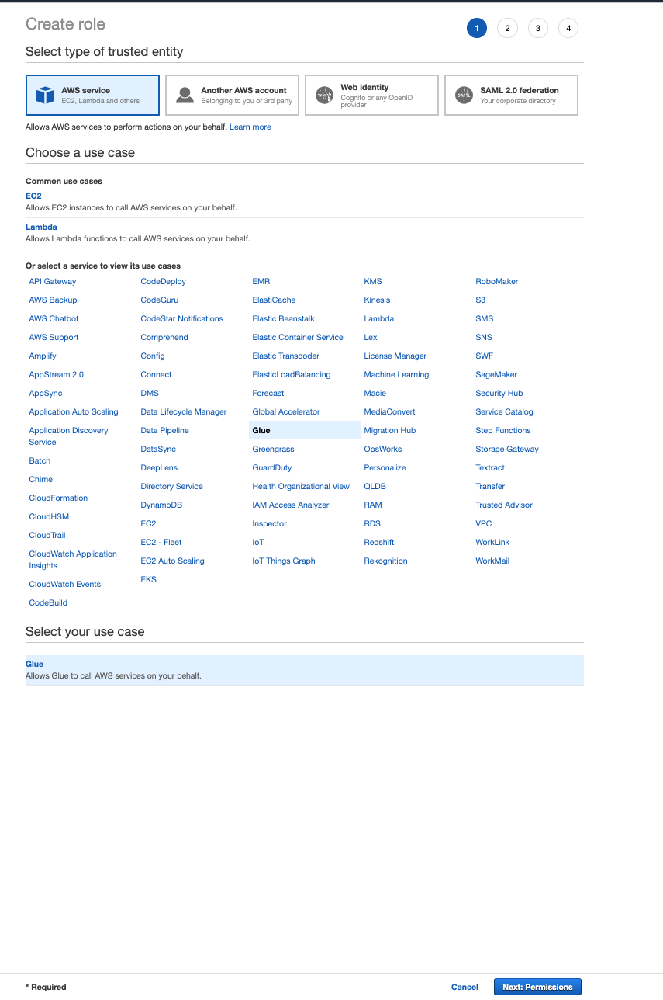 Create role
1 2 3 4
Select type of trusted entity
AWS service
EC2, Lambda and others
Another AWS account
Belonging to you or 3rd party
www
Web identity
Cognito or any OpenID
provider
SAML
SAML 2.0 federation
Your corporate directory
Allows AWS services to perform actions on your behalf. Learn more
Choose a use case
Common use cases
EC2
Allows EC2 instances to call AWS services on your behalf.
Lambda
Allows Lambda functions to call AWS services on your behalf.
Or select a service to view its use cases
API Gateway
AWS Backup
AWS Chatbot
AWS Support
Amplify
AppStream 2.0
AppSync
Application Auto Scaling
Application Discovery
Service
Batch
Chime
CloudFormation
CloudHSM
CloudTrail
CloudWatch Application
Insights
CloudWatch Events
CodeBuild
CodeDeploy
CodeGuru
CodeStar Notifications
Comprehend
Config
Connect
DMS
Data Lifecycle Manager
Data Pipeline
DataSync
DeepLens
Directory Service
DynamoDB
EC2
EC2 - Fleet
EC2 Auto Scaling
EKS
EMR
ElastiCache
Elastic Beanstalk
Elastic Container Service
Elastic Transcoder
ElasticLoadBalancing
Forecast
Global Accelerator
Glue
Greengrass
GuardDuty
Health Organizational View
IAM Access Analyzer
Inspector
IoT
IoT Things Graph
KMS
Kinesis
Lambda
Lex
License Manager
Machine Learning
Macie
MediaConvert
Migration Hub
OpsWorks
Personalize
QLDB
RAM
RDS
Redshift
Rekognition
RoboMaker
S3
SMS
SNS
SWF
SageMaker
Security Hub
Service Catalog
Step Functions
Storage Gateway
Textract
Transfer
Trusted Advisor
VPC
WorkLink
WorkMail
Select your use case
Glue
Allows Glue to call AWS services on your behalf.
* Required
Cancel
Next: Permissions